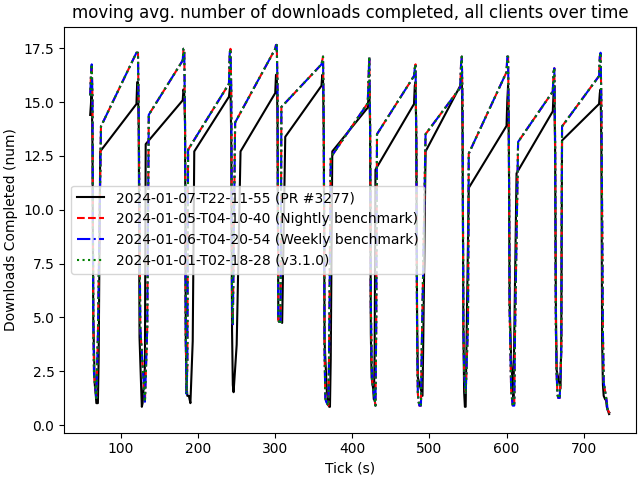 moving avg. number of downloads completed, all clients over time
Downloads Completed (num)
17.5
15.0
12.5
10.0
7.5
5.0
2.5
0.0
2024-01-07-T22-11-55 (PR #3277)
2024-01-05-T04-10-40 (Nightly benchmark)
2024-01-06-T04-20-54 (Weekly benchmark)
2024-01-01-T02-18-28 (v3.1.0)
100 200 300 400 500 600 700
Tick (s)